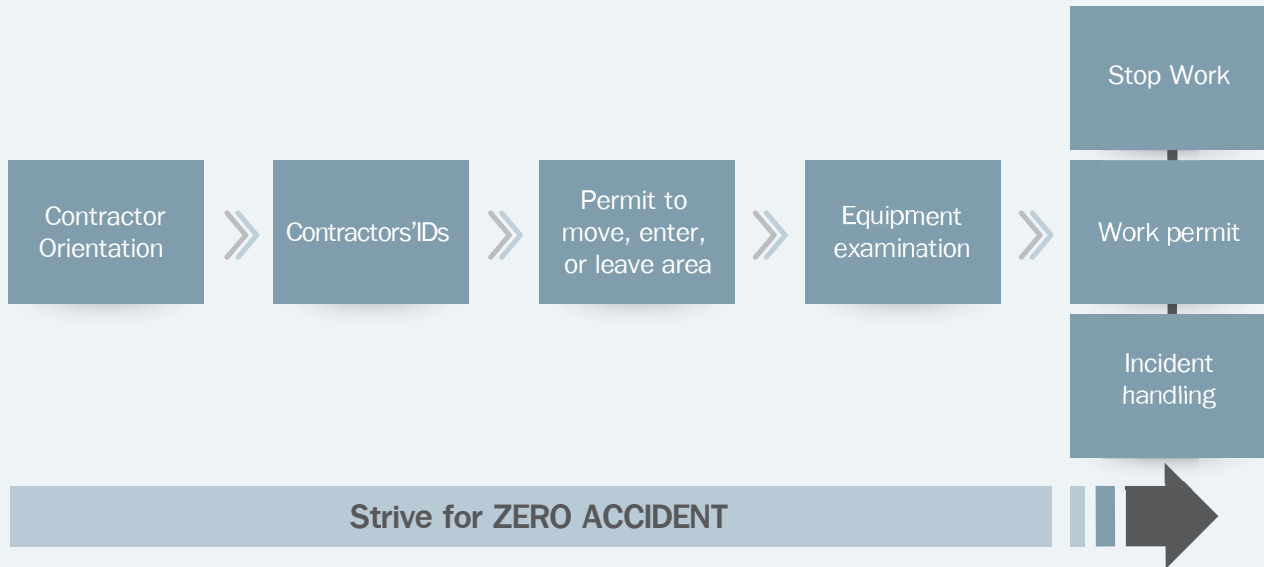 Stop Work
Contractor
Orientation
Contractors'IDs
Permit to
move, enter,
or leave area
Equipment
examination
Work permit
Incident
handling
Strive for ZERO ACCIDENT